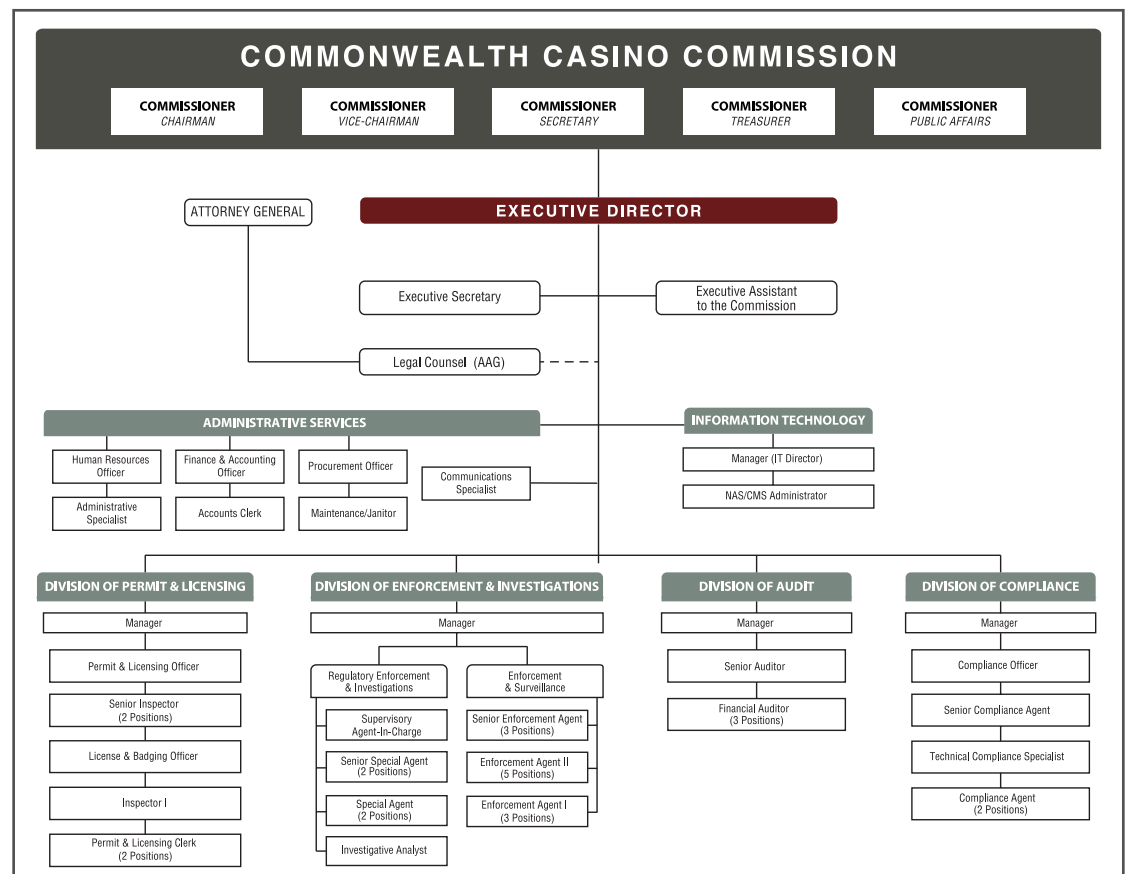 COMMONWEALTH CASINO COMMISSION
COMMISSIONER
CHAIRMAN
COMMISSIONER
VICE-CHAIRMAN
COMMISSIONER
SECRETARY
COMMISSIONER
TREASURER
COMMISSIONER
PUBLIC AFFAIRS
ATTORNEY GENERAL
EXECUTIVE DIRECTOR
Executive Secretary
Executive Assistant
to the Commission
Legal Counsel (AAG)
ADMINISTRATIVE SERVICES
Human Resources
Officer
Finance & Accounting
Officer
Procurement Officer
Communications
Specialist
Administrative
Specialist
Accounts Clerk
Maintenance/Janitor
INFORMATION TECHNOLOGY
Manager (IT Director)
NAS/CMS Administrator
DIVISION OF PERMIT & LICENSING
Manager
Permit & Licensing Officer
Senior Inspector
(2 Positions)
License & Badging Officer
Inspector I
Permit & Licensing Clerk
(2 Positions)
DIVISION OF ENFORCEMENT & INVESTIGATIONS
Manager
Regulatory Enforcement
& Investigations
Supervisory
Agent-In-Charge
Senior Special Agent
(2 Positions)
Special Agent
(2 Positions)
Investigative Analyst
Enforcement
& Surveillance
Senior Enforcement Agent
(3 Positions)
Enforcement Agent II
(5 Positions)
Enforcement Agent I
(3 Positions)
DIVISION OF AUDIT
Manager
Senior Auditor
Financial Auditor
(3 Positions)
DIVISION OF COMPLIANCE
Manager
Compliance Officer
Senior Compliance Agent
Technical Compliance Specialist
Compliance Agent
(2 Positions)